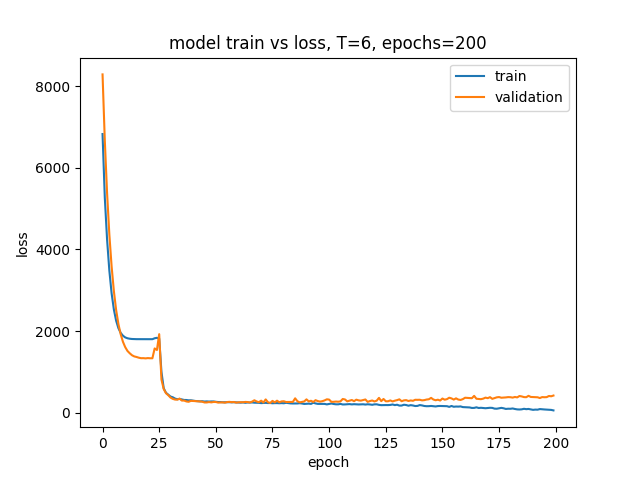 model train vs loss, T=6, epochs=200
train
validation
8000
6000
4000
2000
0
loss
0 25 50 75 100 125 150 175 200
epoch